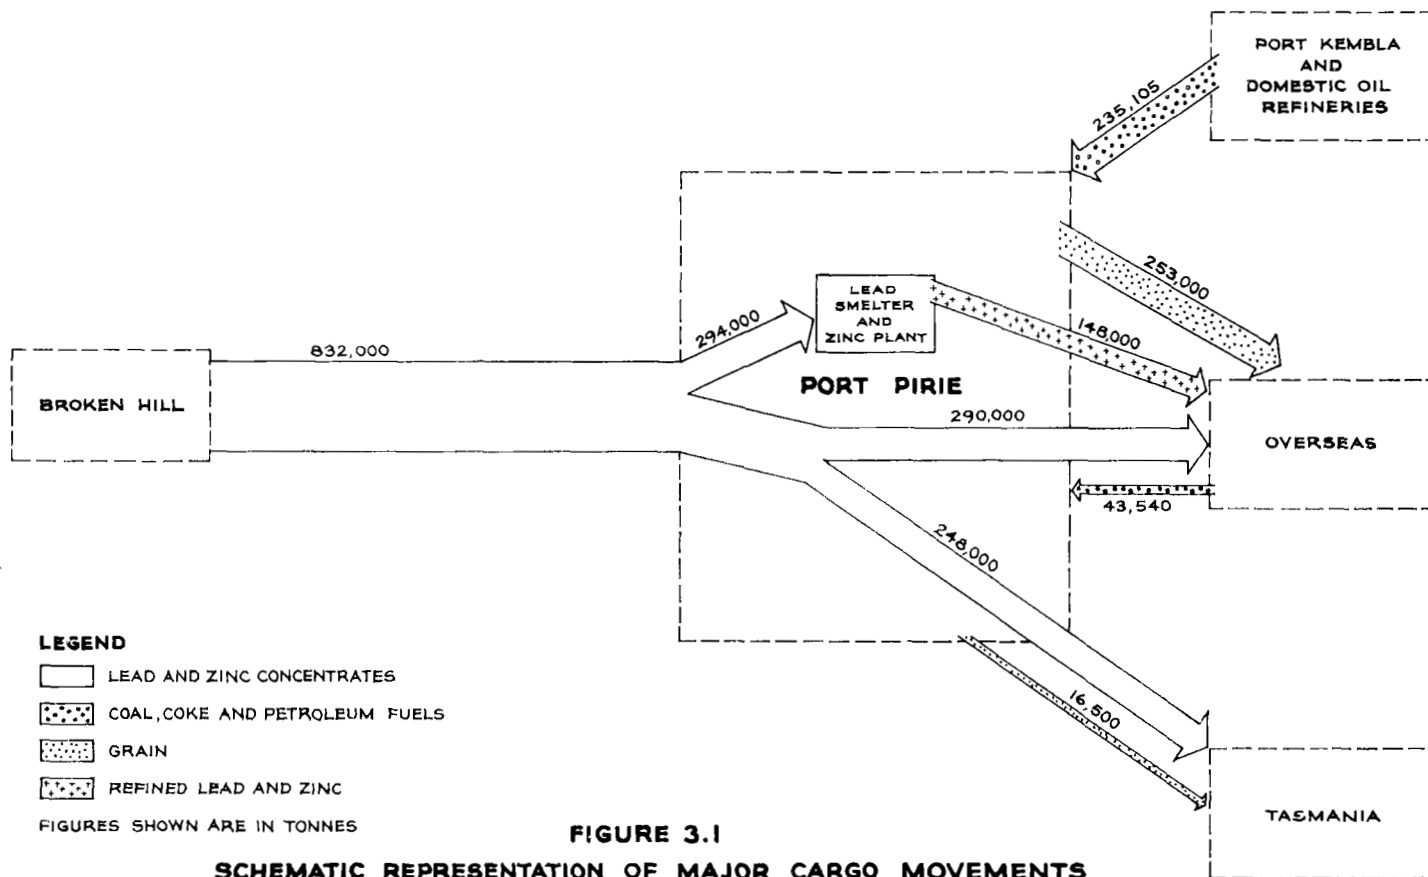 PORT KEMBLA
AND
DOMESTIC OIL
REFINERIES
235,105
253,000
LEAD
SMELTER
AND
ZINC PLANT
294,000
148,000
832,000
PORT PIRIE
BROKEN HILL
290,000
OVERSEAS
43,540
248,000
16,500
TASMANIA
LEGEND
LEAD AND ZINC CONCENTRATES
COAL, COKE AND PETROLEUM FUELS
GRAIN
REFINED LEAD AND ZINC
FIGURES SHOWN ARE IN TONNES
FIGURE 3.1
SCHEMATIC REPRESENTATION OF MAJOR CARGO MOVEMENTS